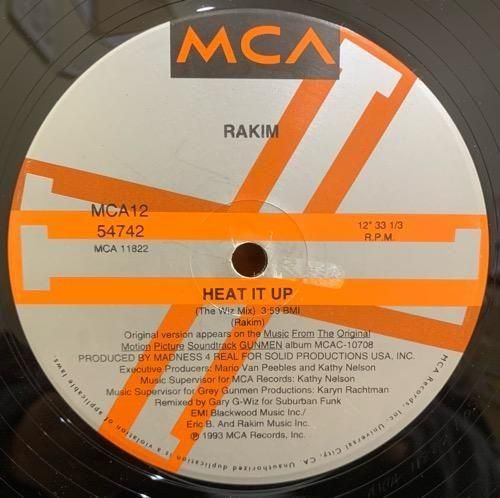 MCA
RAKIM
MCA12
54742
MCA 11822
12" 33 1/3
R.P.M.
HEAT IT UP
(The Wiz Mix) 3:59 BMI
(Rakim)
Original version appears on the Music From The Original
Motion Picture Soundtrack GUNMEN album MCAC-10708
PRODUCED BY MADNESS 4 REAL FOR SOLID PRODUCTIONS USA, INC.
Executive Producers: Mario Van Peebles and Kathy Nelson
Music Supervisor for MCA Records: Kathy Nelson
Music Supervisor for Grey Gunmen Productions: Karyn Rachtman
Remixed by Gary G-Wiz for Suburban Funk
EMI Blackwood Music Inc./
Eric B. And Rakim Music Inc.
℗ 1993 MCA Records, Inc.
MCA Records, Inc. Universal City, CA. Unauthorized duplication is a violation of applicable laws.